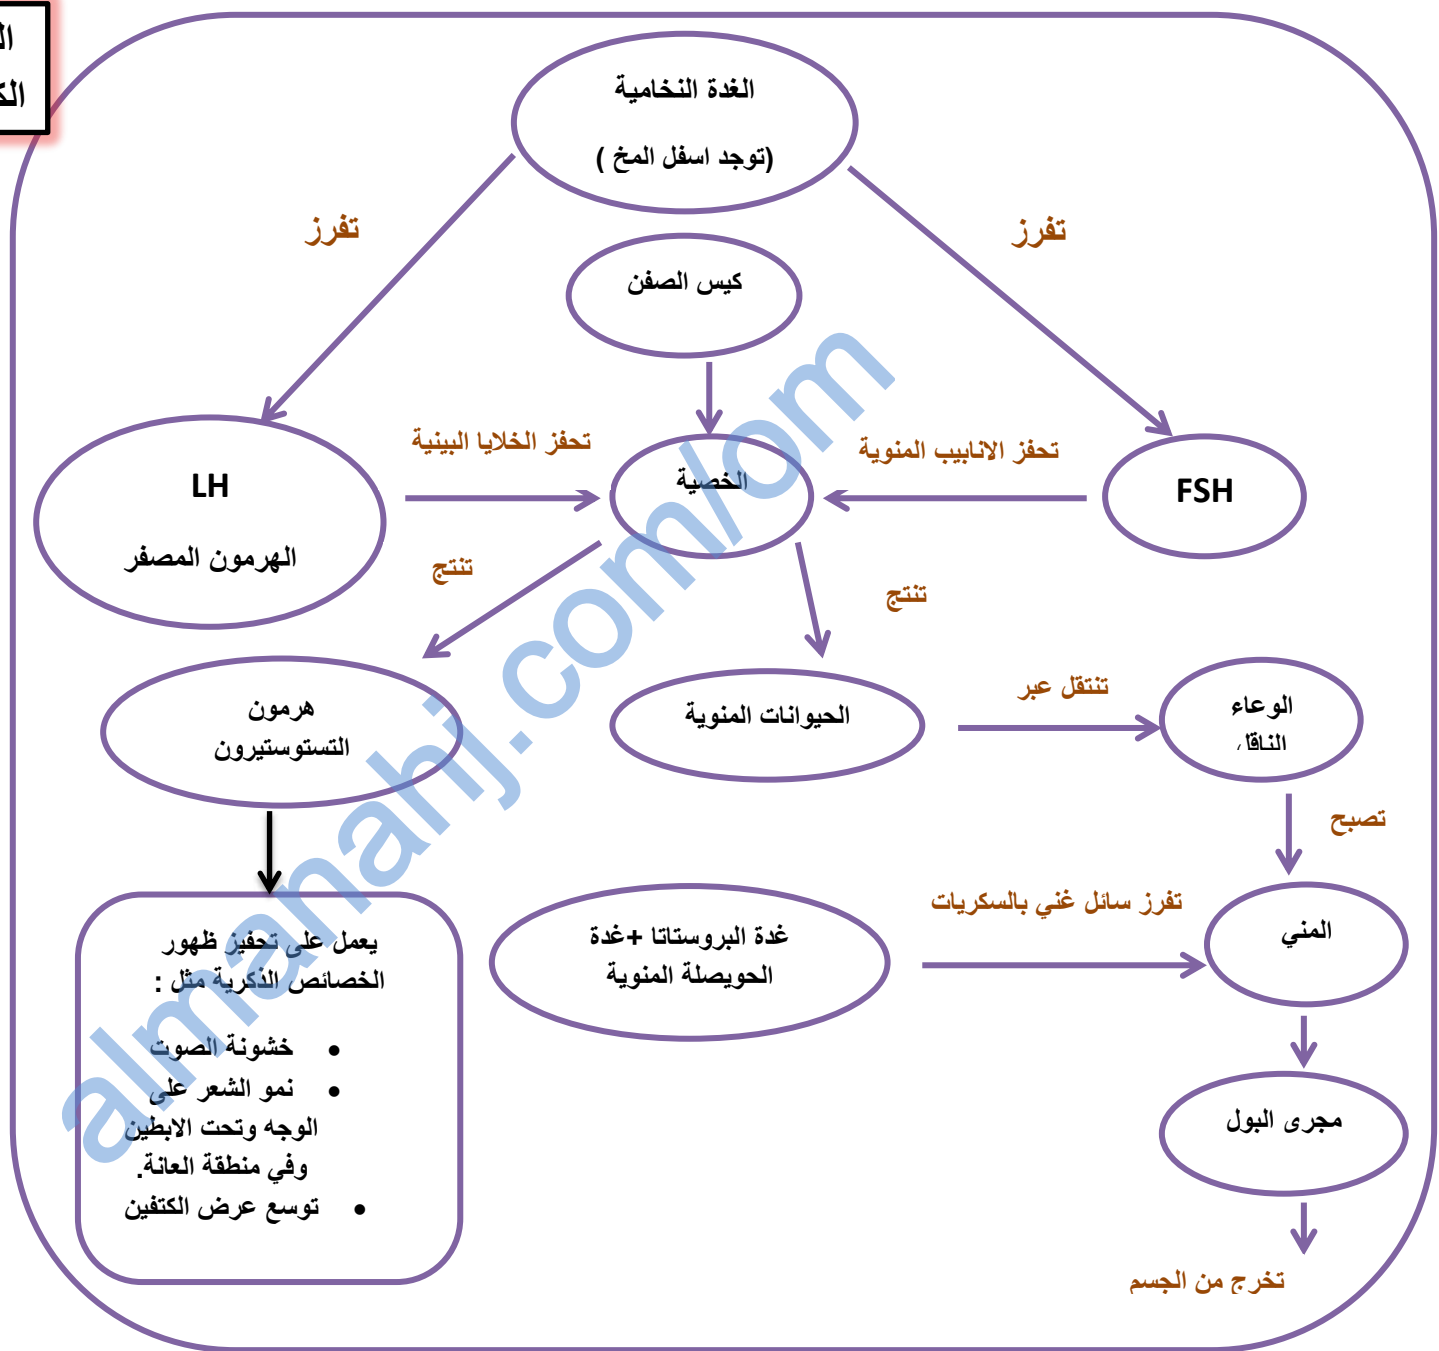 الغدة النخامية
(توجد اسفل المخ )
تفرز
تفرز
كيس الصفن
تحفز الانابيب المنوية
تحفز الخلايا البينية
FSH
الخصية
LH
الهرمون المصفر
تنتج
تنتج
الوعاء
الناقل
تنتقل عبر
الحيوانات المنوية
هرمون
التستوستيرون
تصبح
المني
تفرز سائل غني بالسكريات
غدة البروستاتا +غدة
الحويصلة المنوية
يعمل على تحفيز ظهور
الخصائص الذكرية مثل :
• خشونة الصوت
• نمو الشعر على
الوجه وتحت الابطين
وفي منطقة العانة.
• توسع عرض الكتفين
مجرى البول
تخرج من الجسم
almanahj.com/om